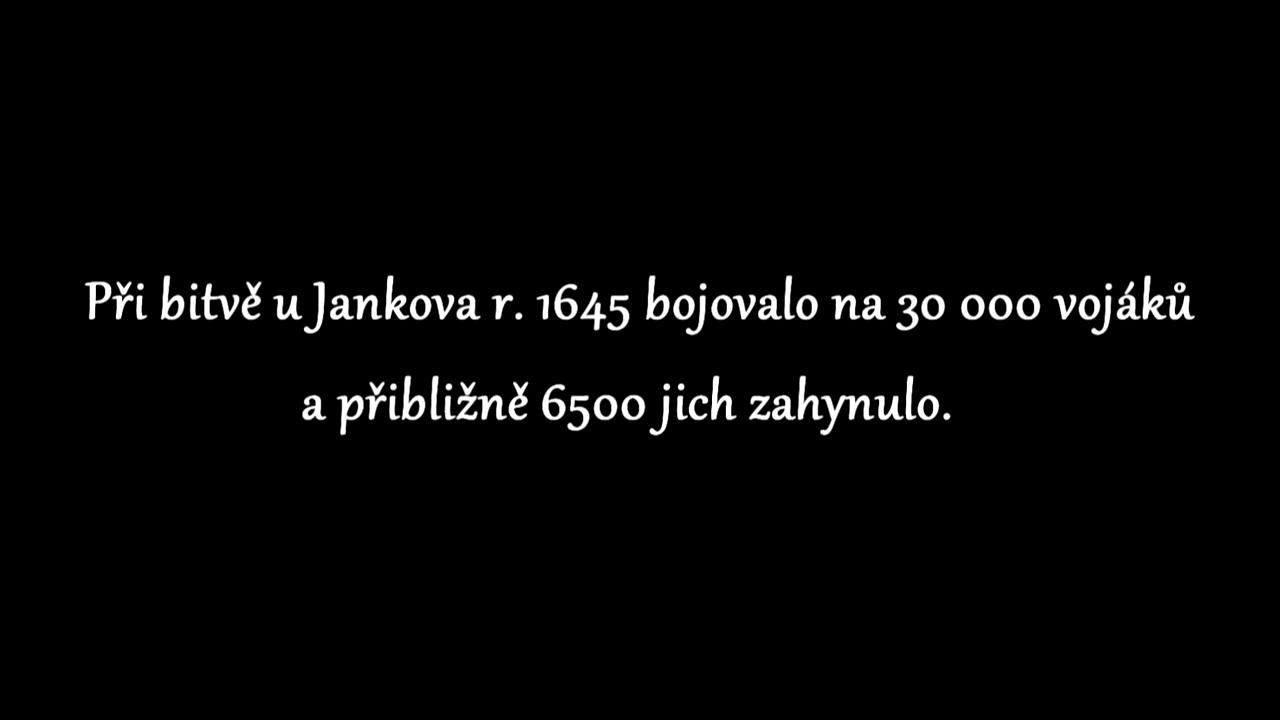 Při bitvě u Jankova r. 1645 bojovalo na 30 000 vojáků
a přibližně 6500 jich zahynulo.